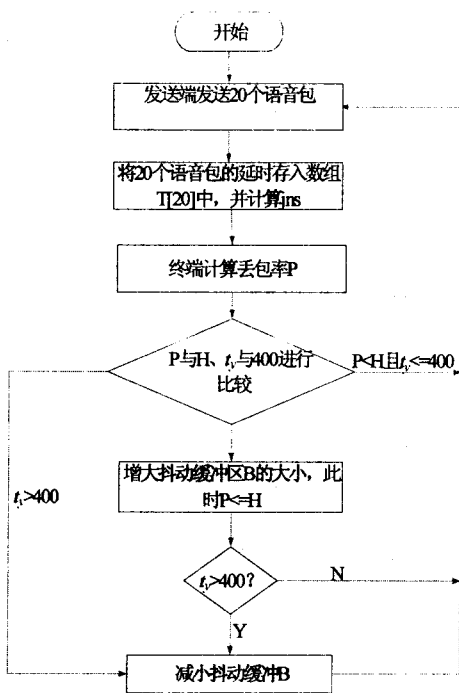 开始
发送端发送20个语音包
将20个语音包的延时存入数组
T[20]中，并计算jns
终端计算丢包率P
P与H、tv与400进行
比较
P<H且tv<=400
增大抖动缓冲区B的大小，此
时P<=H
tv>400
tv>400？
N
Y
减小抖动缓冲B